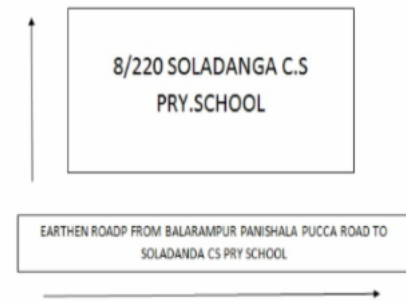 8/220 SOLADANGA C.S
PRY.SCHOOL
EARTHEN ROADP FROM BALARAMPUR PANISHALA PUCCA ROAD TO
SOLADANDA CS PRY SCHOOL